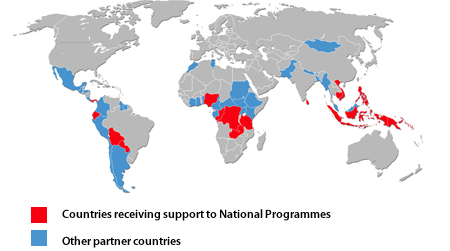 Countries receiving support to National Programmes
Other partner countries